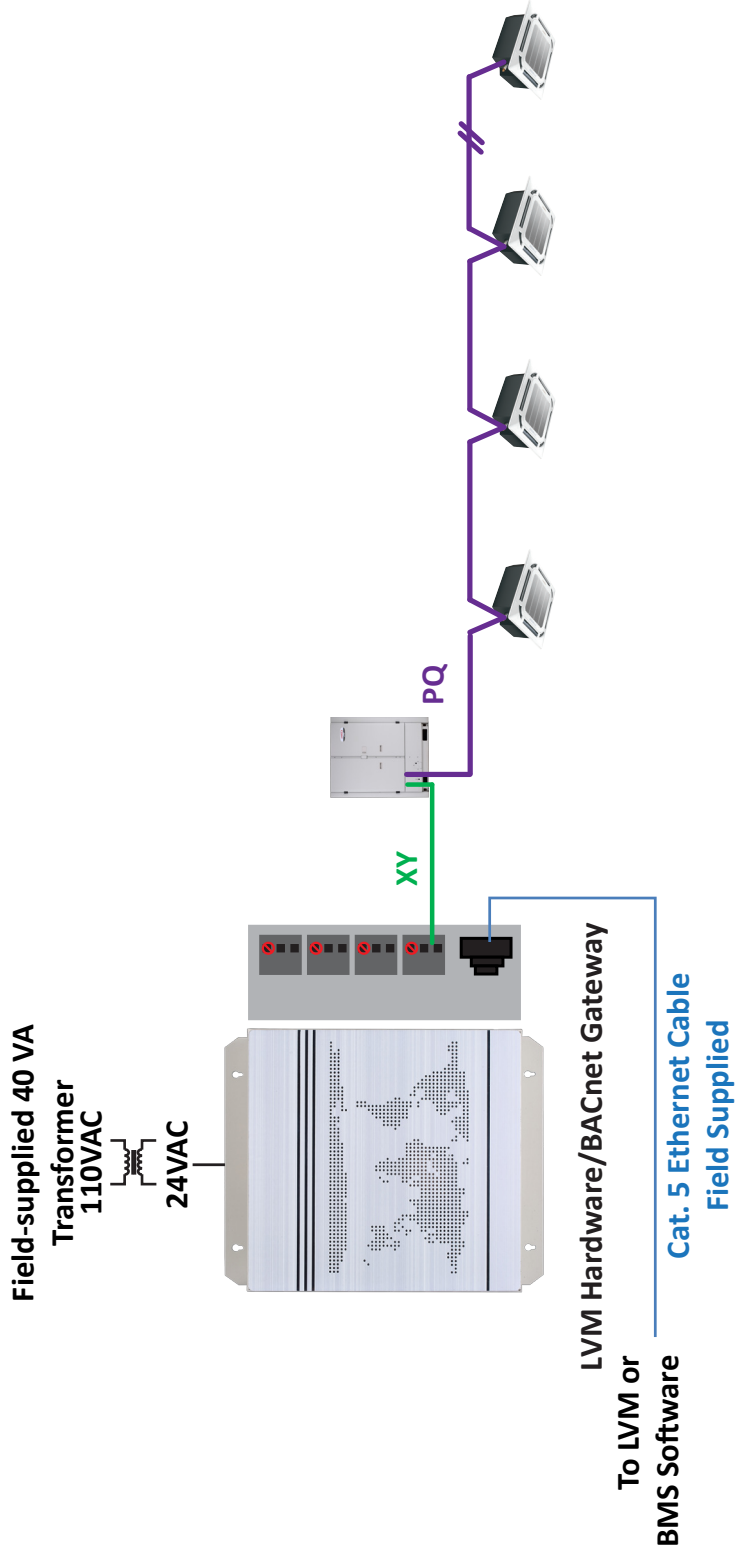 Field-supplied 40 VA
Transformer
110VAC
24VAC
XY
PQ
LVM Hardware/BACnet Gateway
To LVM or
BMS Software
Cat. 5 Ethernet Cable
Field Supplied